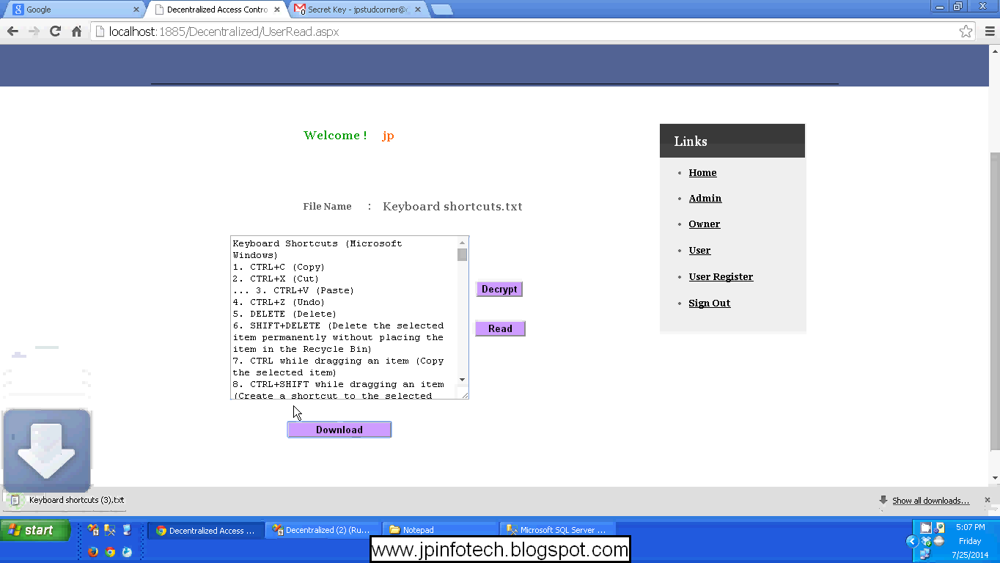 Google
Decentralized Access Contro
Secret Key - jpstudcorner@
localhost:1885/Decentralized/UserRead.aspx
Welcome ! jp
Links
Home
Admin
Owner
User
User Register
Sign Out
File Name : Keyboard shortcuts.txt
Keyboard Shortcuts (Microsoft
Windows)
1. CTRL+C (Copy)
2. CTRL+X (Cut)
... 3. CTRL+V (Paste)
4. CTRL+Z (Undo)
5. DELETE (Delete)
6. SHIFT+DELETE (Delete the selected
item permanently without placing the
item in the Recycle Bin)
7. CTRL while dragging an item (Copy
the selected item)
8. CTRL+SHIFT while dragging an item
(Create a shortcut to the selected
Decrypt
Read
Download
Keyboard shortcuts (3).txt
Show all downloads...
start
Decentralized Access ...
Decentralized (2) (Ru...
Notepad
Microsoft SQL Server ...
5:07 PM
Friday
7/25/2014
www.jpinfotech.blogspot.com